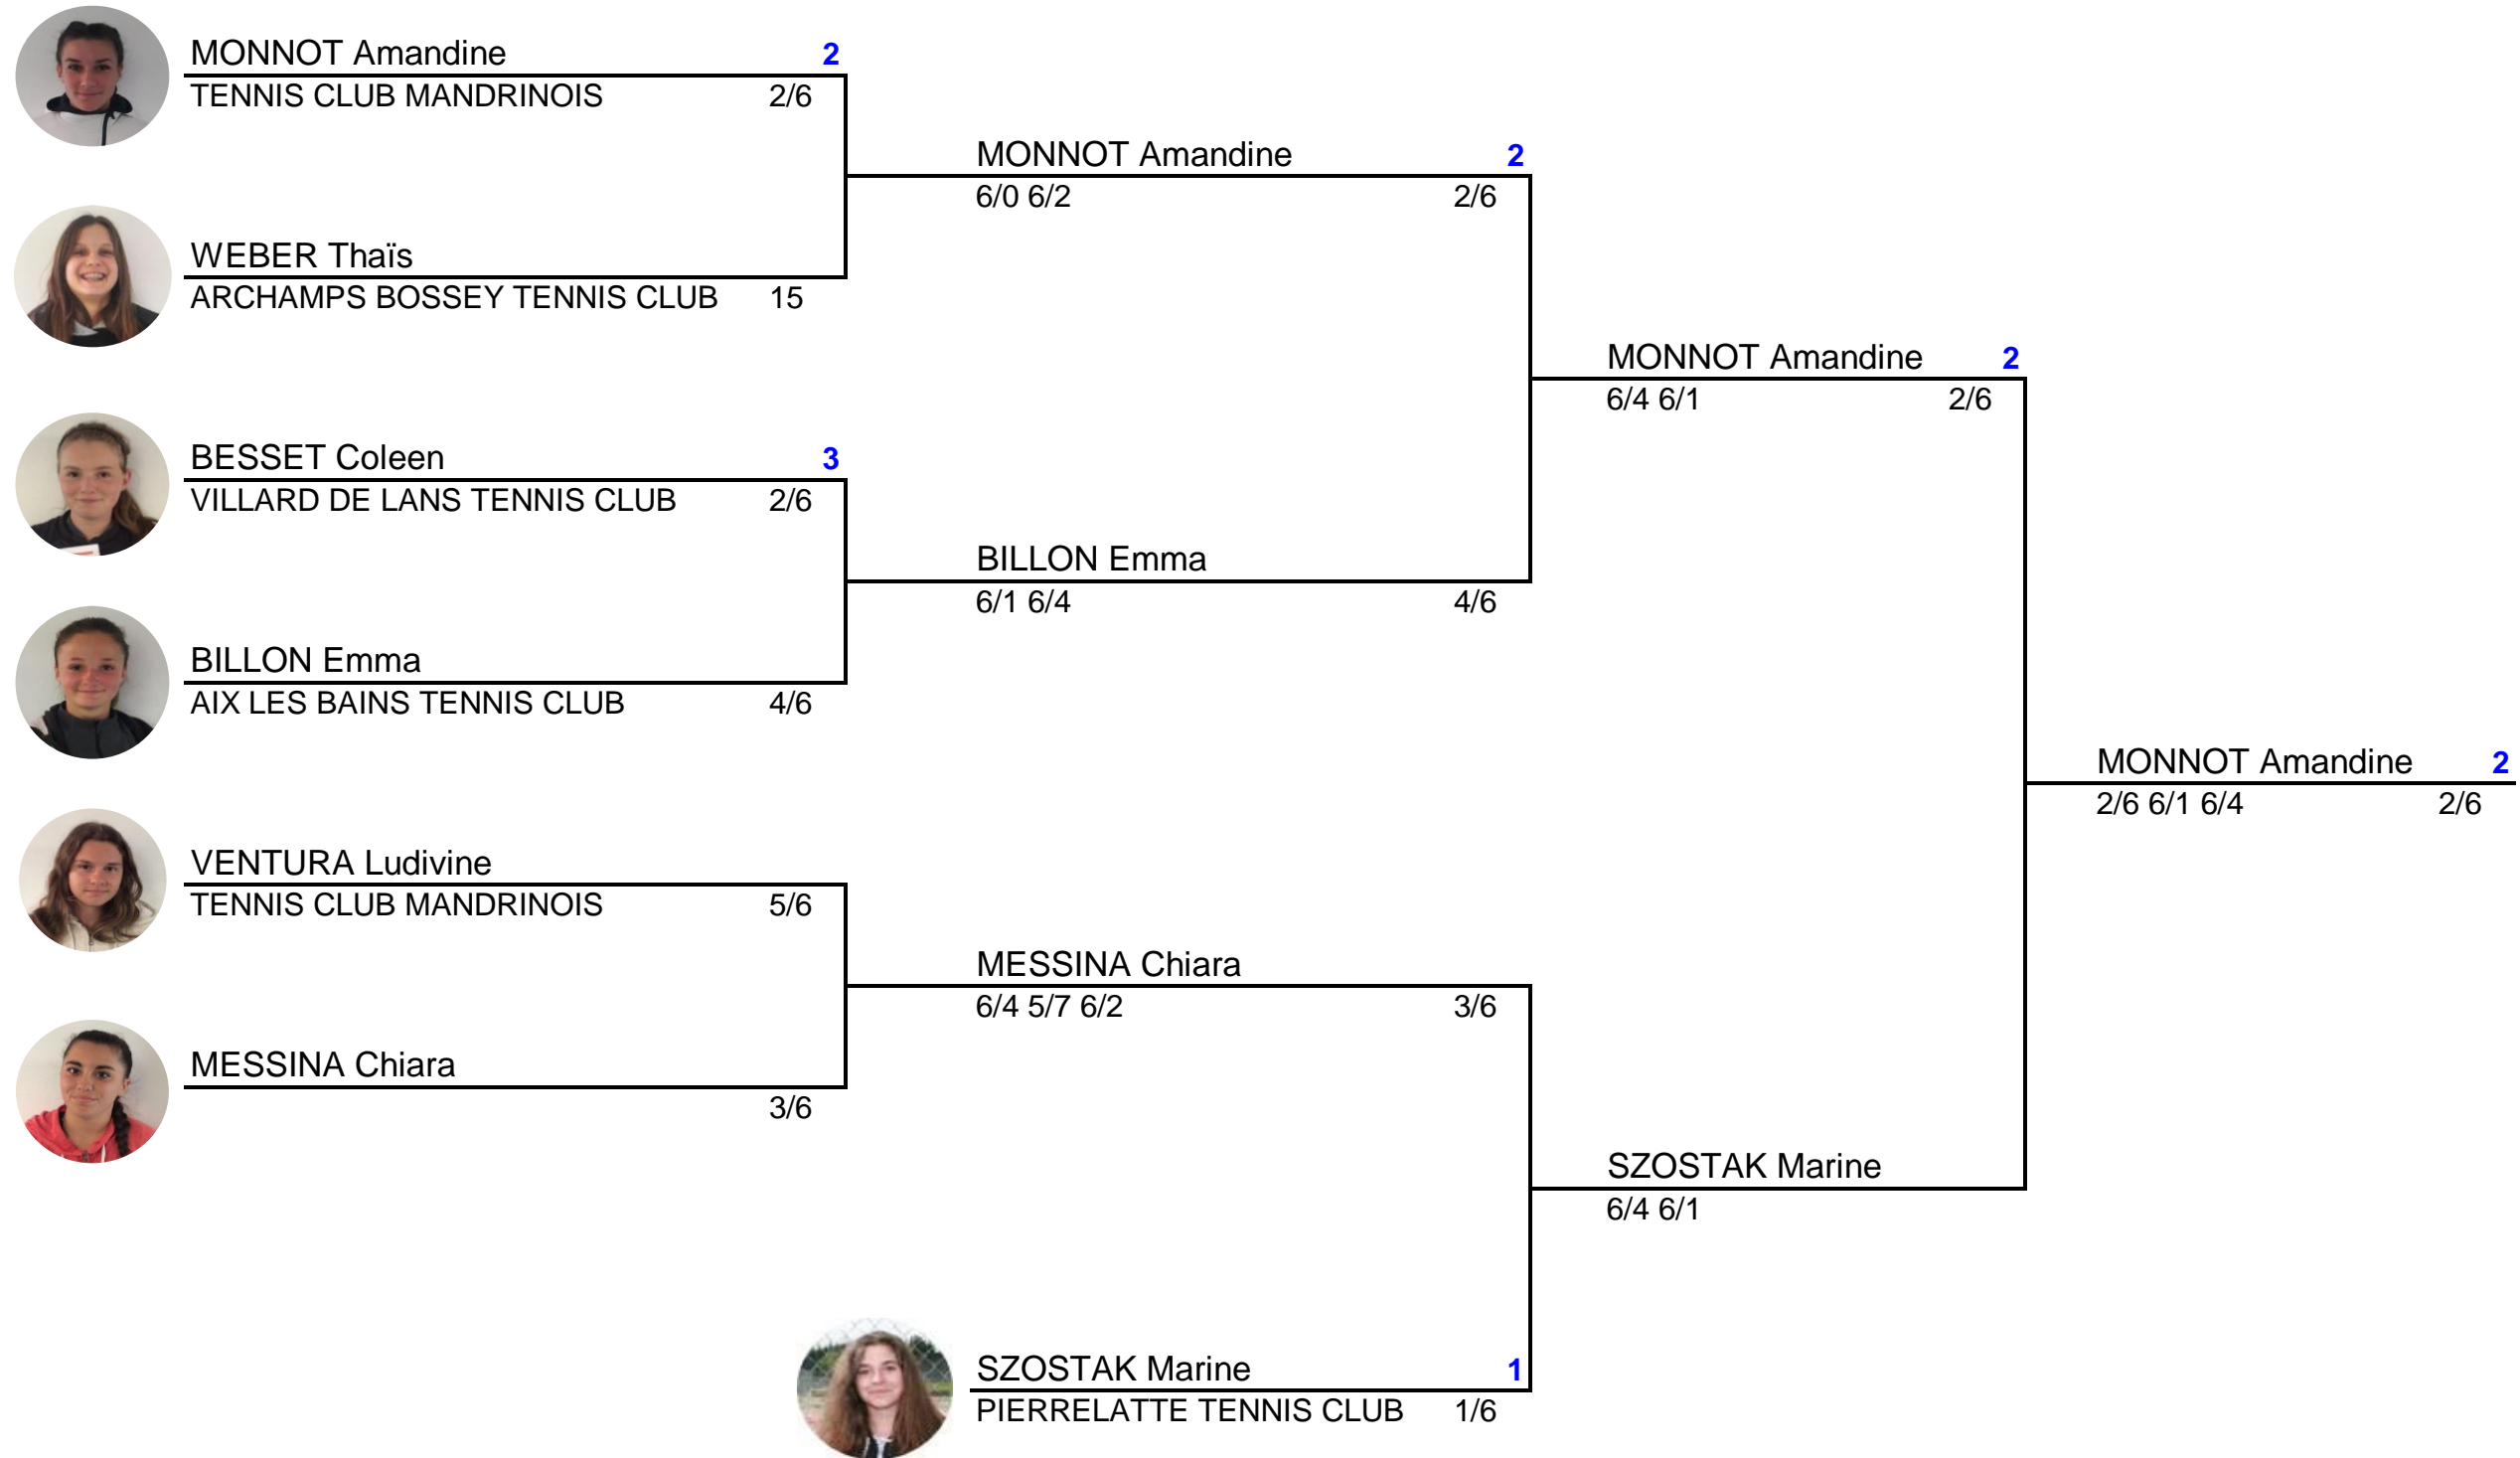 MONNOT Amandine 2
TENNIS CLUB MANDRINOIS 2/6
MONNOT Amandine 2
6/0 6/2 2/6
WEBER Thaïs
ARCHAMPS BOSSEY TENNIS CLUB 15
MONNOT Amandine 2
6/4 6/1 2/6
BESSET Coleen 3
VILLARD DE LANS TENNIS CLUB 2/6
BILLON Emma
6/1 6/4 4/6
BILLON Emma
AIX LES BAINS TENNIS CLUB 4/6
MONNOT Amandine 2
2/6 6/1 6/4 2/6
VENTURA Ludivine
TENNIS CLUB MANDRINOIS 5/6
MESSINA Chiara
6/4 5/7 6/2 3/6
MESSINA Chiara
3/6
SZOSTAK Marine
6/4 6/1
SZOSTAK Marine 1
PIERRELATTE TENNIS CLUB 1/6